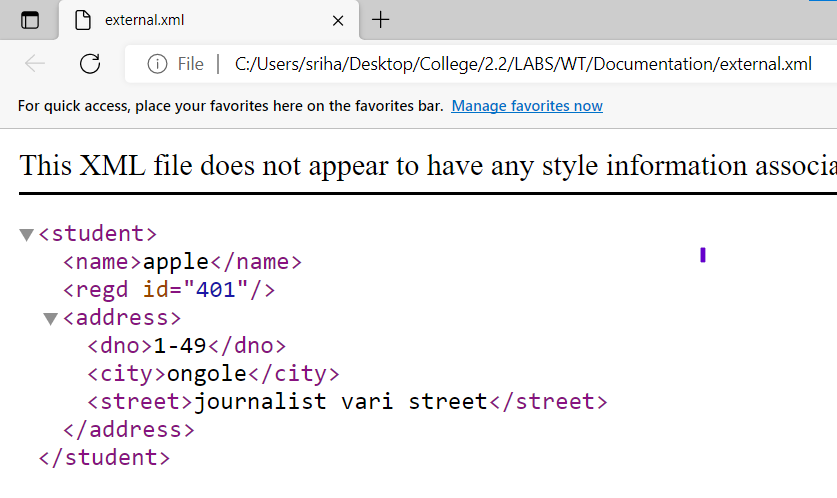 external.xml
File | C:/Users/sriha/Desktop/College/2.2/LABS/WT/Documentation/external.xml
For quick access, place your favorites here on the favorites bar. Manage favorites now
This XML file does not appear to have any style information
<student>
<name>apple</name>
<regd id="401"/>
<address>
<dno>1-49</dno>
<city>ongole</city>
<street>journalist vari street</street>
</address>
</student>